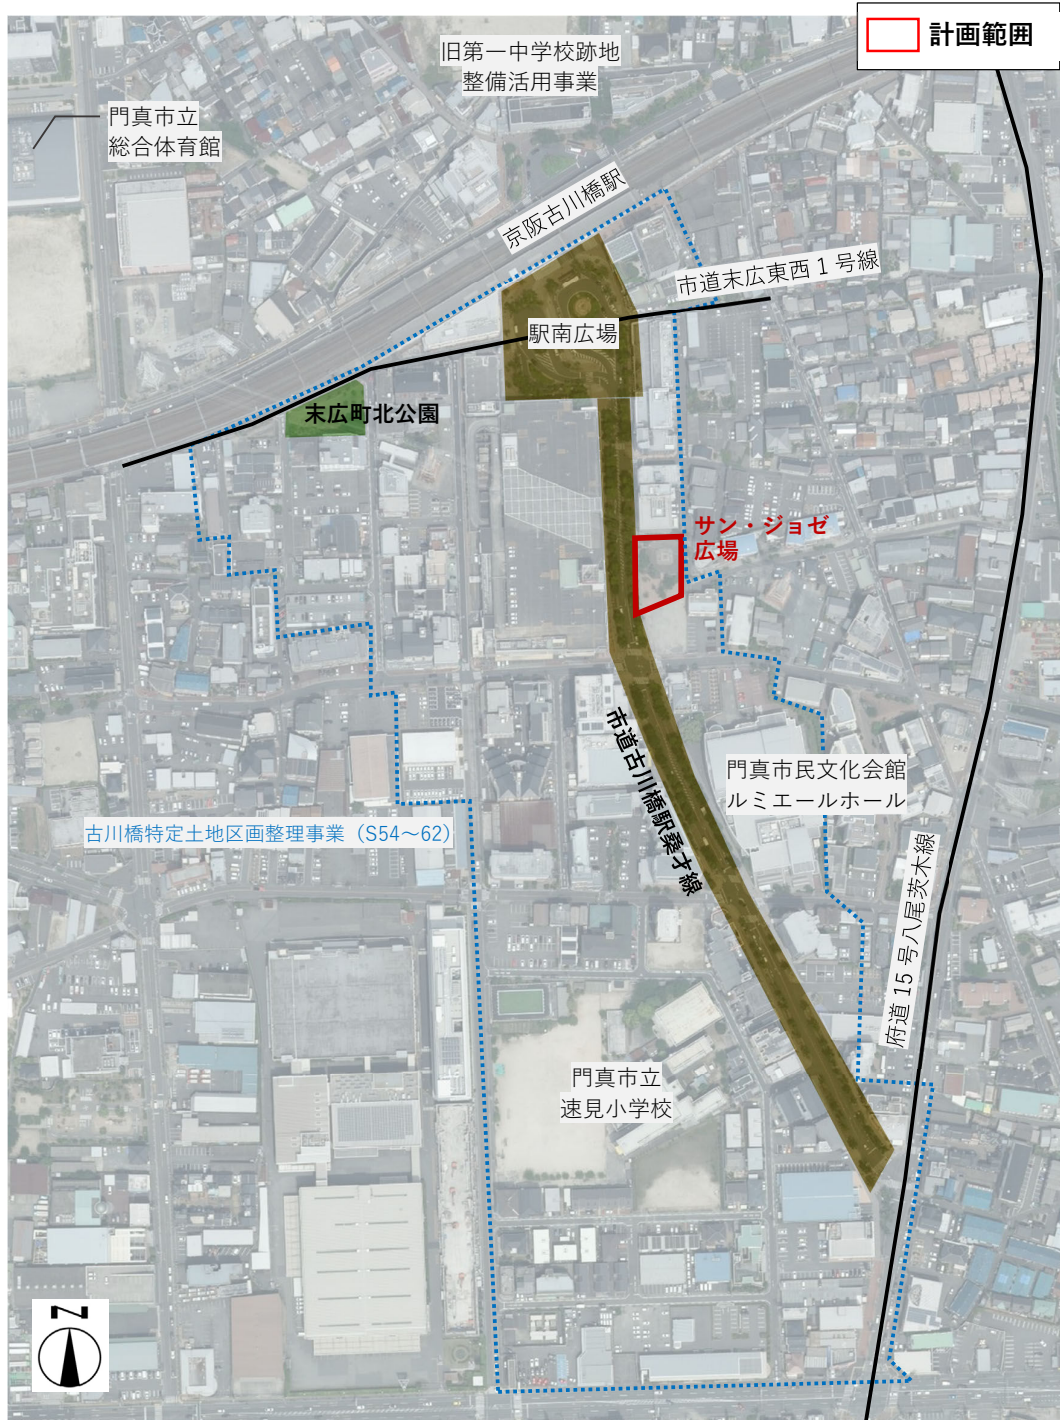 計画範囲
旧第一中学校跡地
整備活用事業
門真市立
総合体育館
京阪古川橋駅
市道末広東西1号線
駅南広場
末広町北公園
サン・ジョゼ
広場
市道古川橋駅桑才線
門真市民文化会館
ルミエールホール
古川橋特定土地区画整理事業（S54～62）
府道15号八尾茨木線
門真市立
速見小学校
N